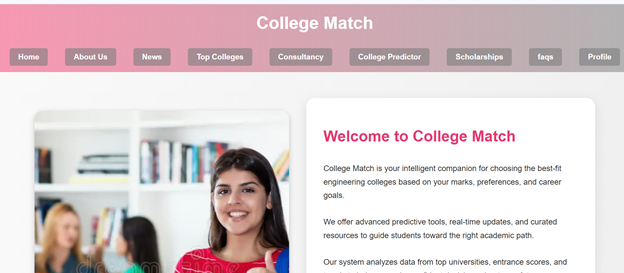 College Match
Home About Us News Top Colleges Consultancy College Predictor Scholarships faqs Profile
Welcome to College Match
College Match is your intelligent companion for choosing the best-fit
engineering colleges based on your marks, preferences, and career
goals.
We offer advanced predictive tools, real-time updates, and curated
resources to guide students toward the right academic path.
Our system analyzes data from top universities, entrance scores, and